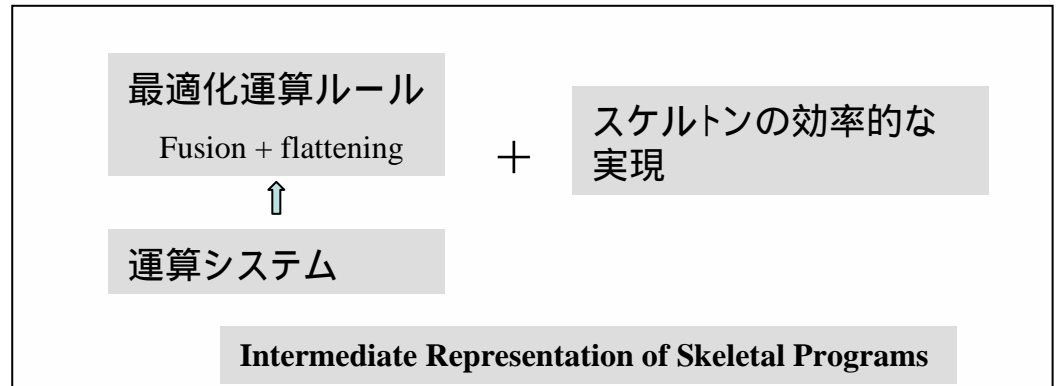 最適化運算ルール
Fusion + flattening
+
スケルトンの効率的な
実現
運算システム
Intermediate Representation of Skeletal Programs